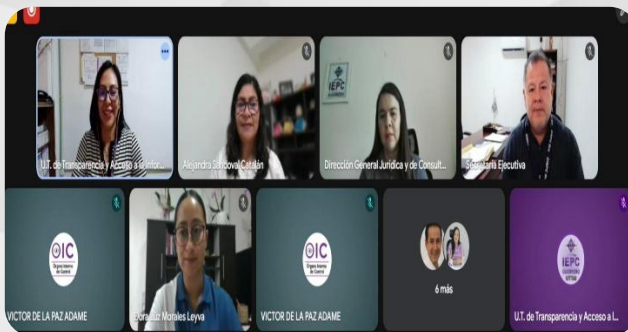 U.T. de Transparencia y Acceso a la Infor...
Alejandra Sandoval Catalán
IEPC
Dirección General Jurídica y de Consult...
Secretaría Ejecutiva
OIC
Órgano Interno
de Control
VICTOR DE LA PAZ ADAME
Dora Luz Morales Leyva
OIC
Órgano Interno
de Control
VICTOR DE LA PAZ ADAME
6 más
IEPC
GUERRERO
U.T. de Transparencia y Acceso a l...